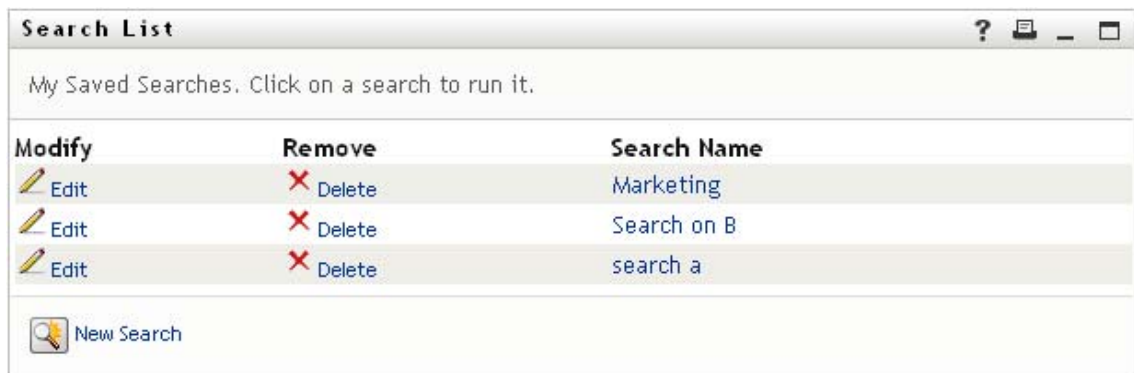 Search List ?
My Saved Searches. Click on a search to run it.
Modify Remove Search Name
Edit Delete Marketing
Edit Delete Search on B
Edit Delete search a
New Search